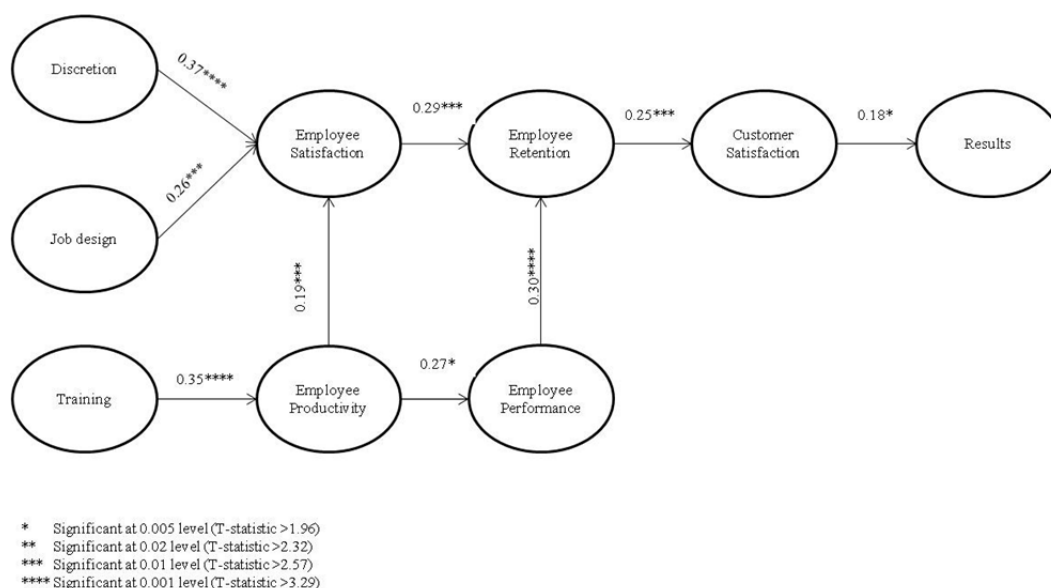 Discretion
0.37****
Employee
Satisfaction
0.29***
Employee
Retention
0.25***
Customer
Satisfaction
0.18*
Results
0.26***
Job design
0.19***
0.30****
Training
0.35****
Employee
Productivity
0.27*
Employee
Performance
* Significant at 0.005 level (T-statistic >1.96)
** Significant at 0.02 level (T-statistic >2.32)
*** Significant at 0.01 level (T-statistic >2.57)
**** Significant at 0.001 level (T-statistic >3.29)